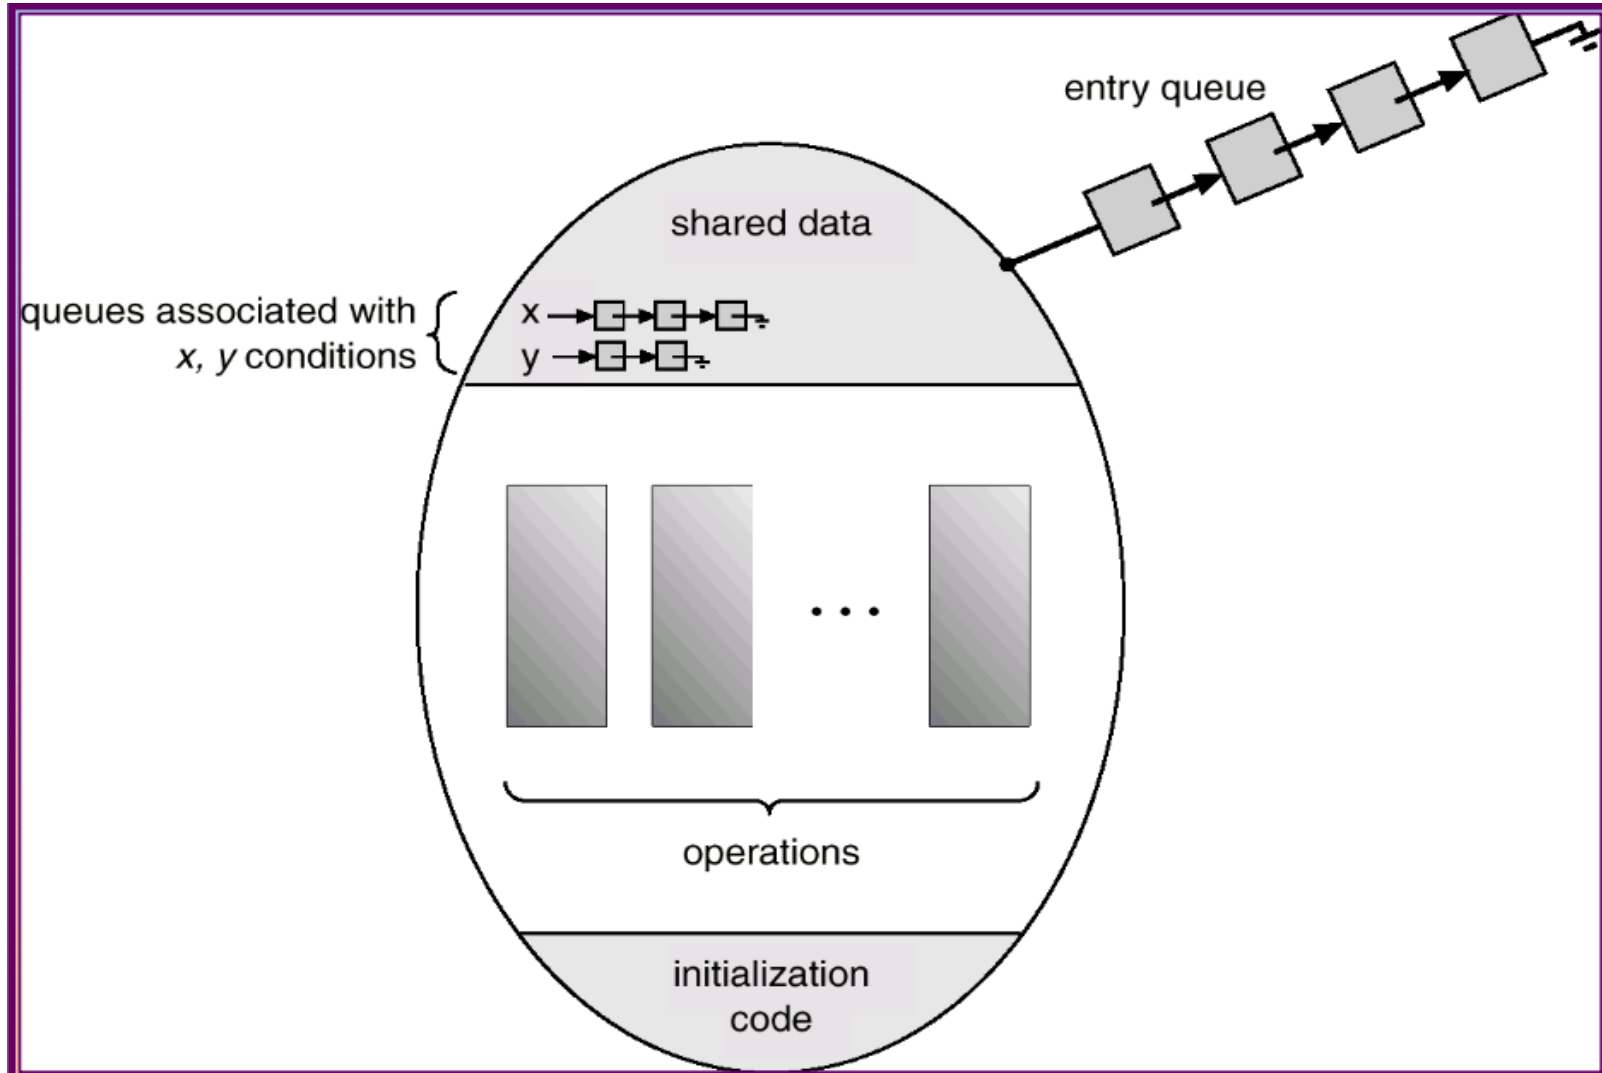 entry queue
shared data
queues associated with
x, y conditions
x
y
operations
initialization
code